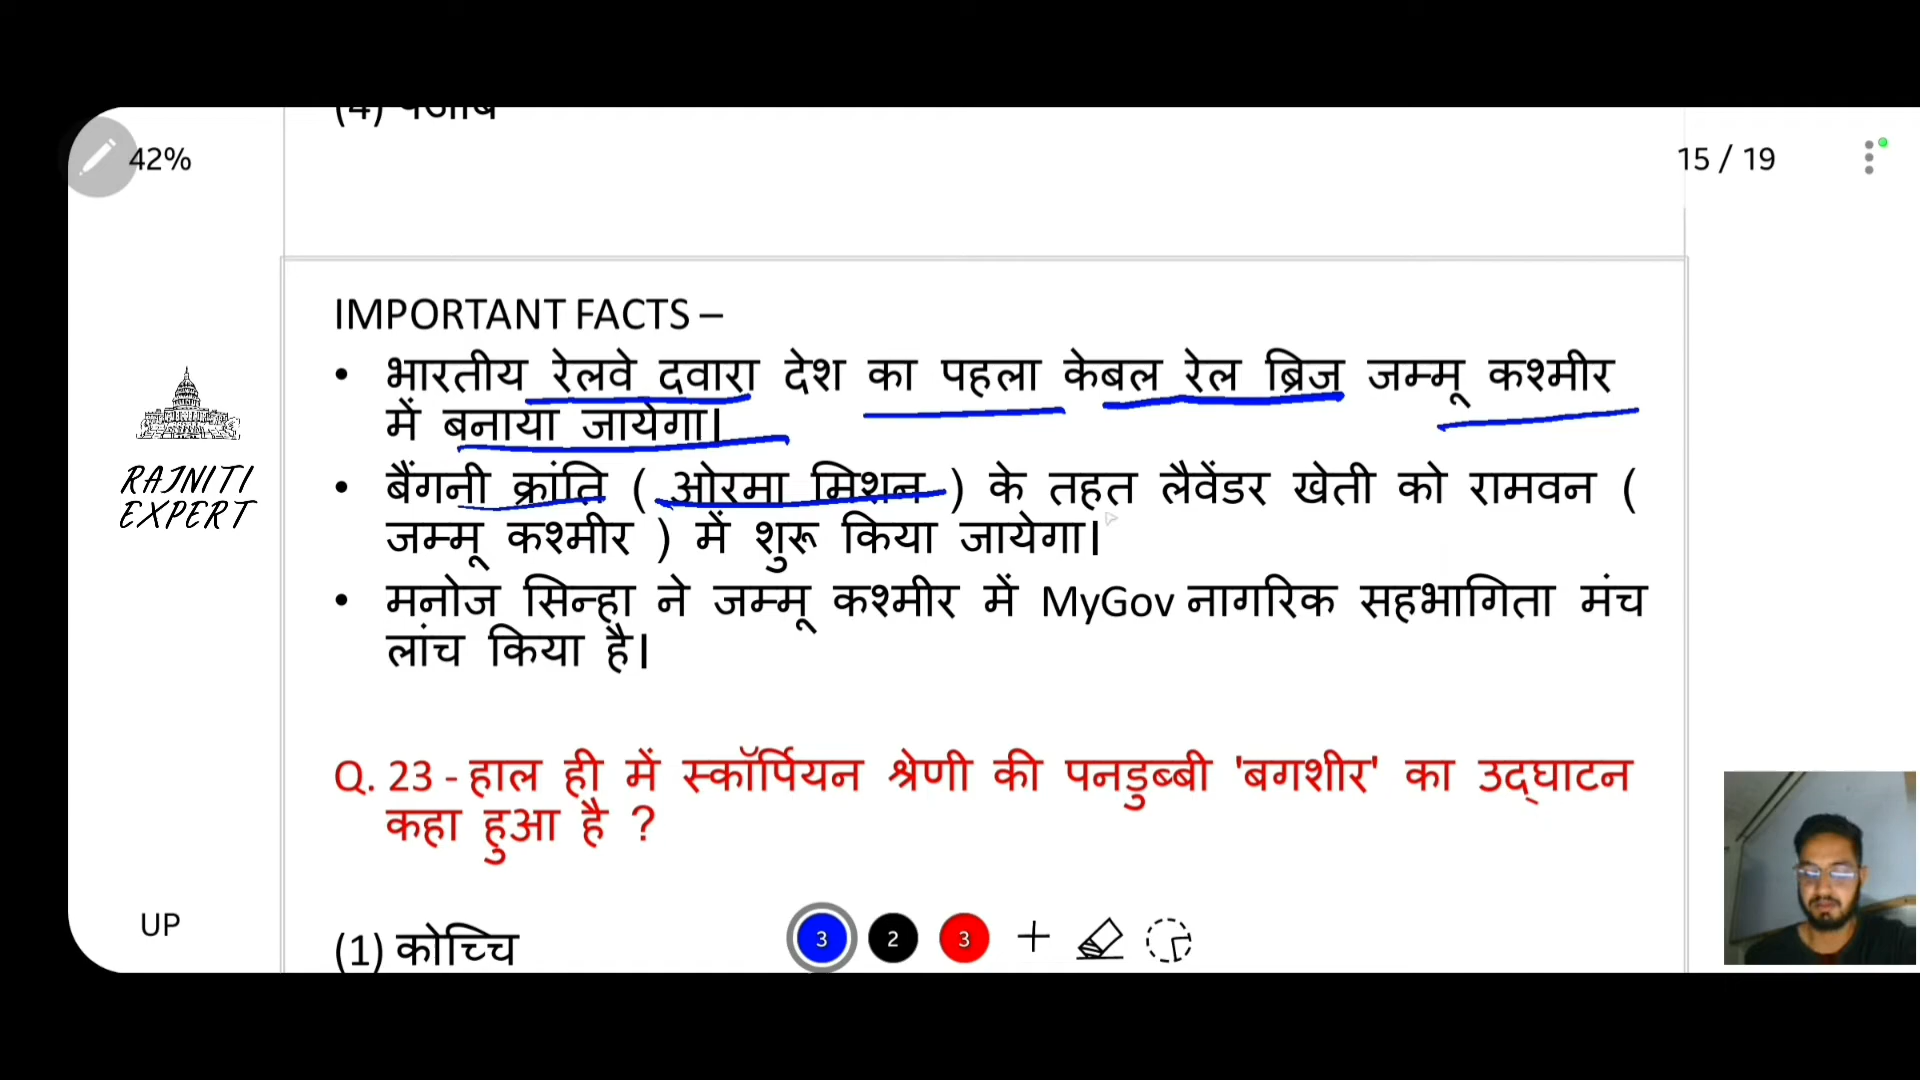 42%
15 / 19
IMPORTANT FACTS –
• भारतीय रेलवे दवारा देश का पहला केबल रेल ब्रिज जम्मू कश्मीर
में बनाया जायेगा।
• बैंगनी क्रांति ( ओरमा मिशन ) के तहत लैवेंडर खेती को रामवन (
जम्मू कश्मीर ) में शुरू किया जायेगा।
• मनोज सिन्हा ने जम्मू कश्मीर में MyGov नागरिक सहभागिता मंच
लांच किया है।
RAJNITI
EXPERT
Q. 23 - हाल ही में स्कॉर्पियन श्रेणी की पनडुब्बी 'बगशीर' का उद्घाटन
कहा हुआ है ?
UP
(1) कोच्चि
3 2 3